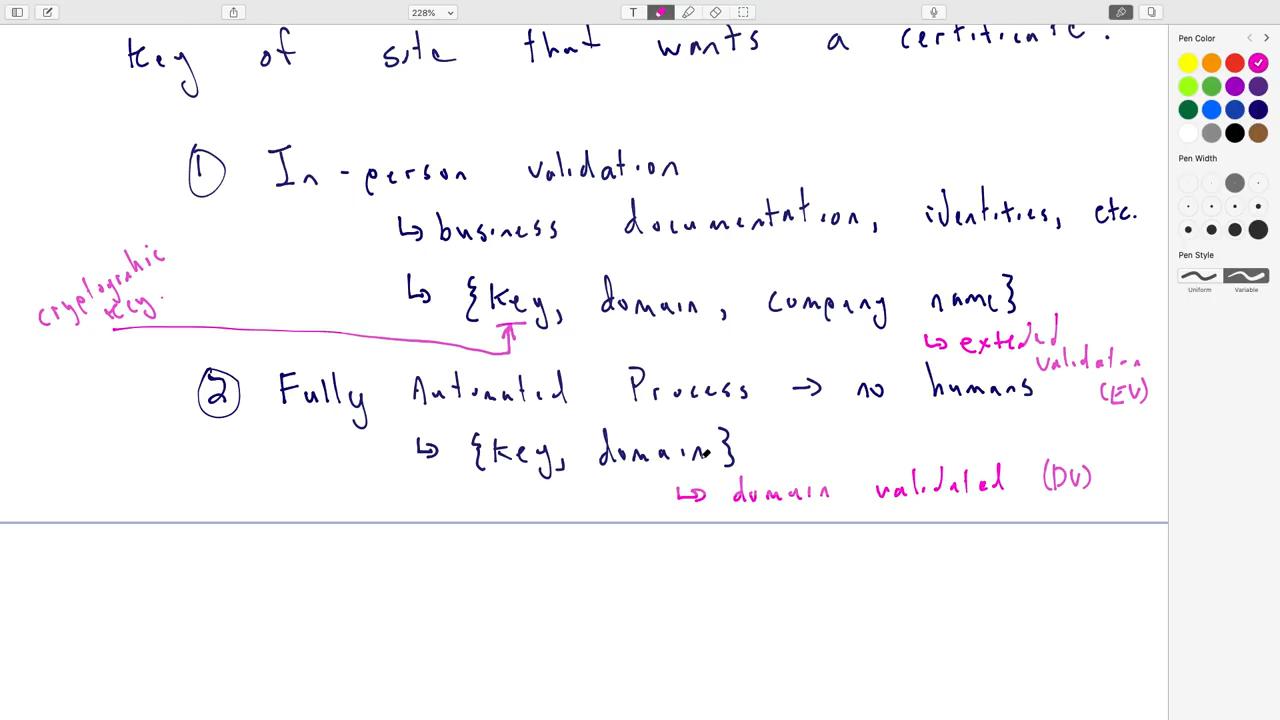 228%
T
key of site that wants a certificate.
Pen Color
① In-person validation
Pen Width
↳ business documentation, identities, etc.
cryptographic
key.
↳ {key, domain, company name}
Pen Style
Uniform
Variable
↳ exteded
validation
(EV)
② Fully Automated Process → no humans
↳ {key, domain}
↳ domain validated (DV)